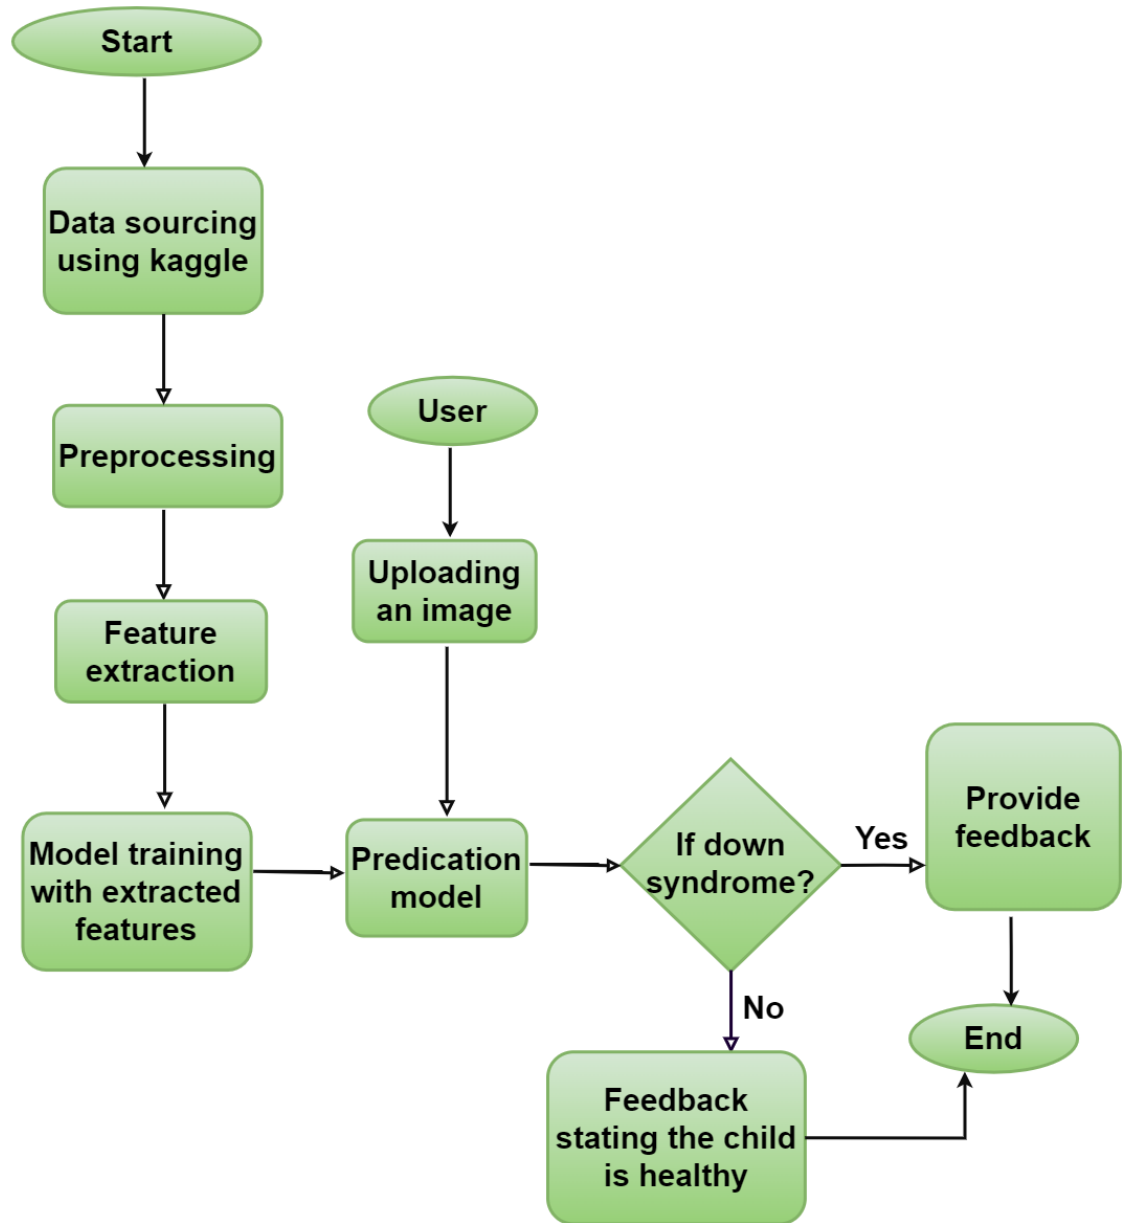 Start
Data sourcing
using kaggle
Preprocessing
Feature
extraction
Model training
with extracted
features
User
Uploading
an image
Predication
model
If down
syndrome?
Yes
Provide
feedback
No
Feedback
stating the child
is healthy
End